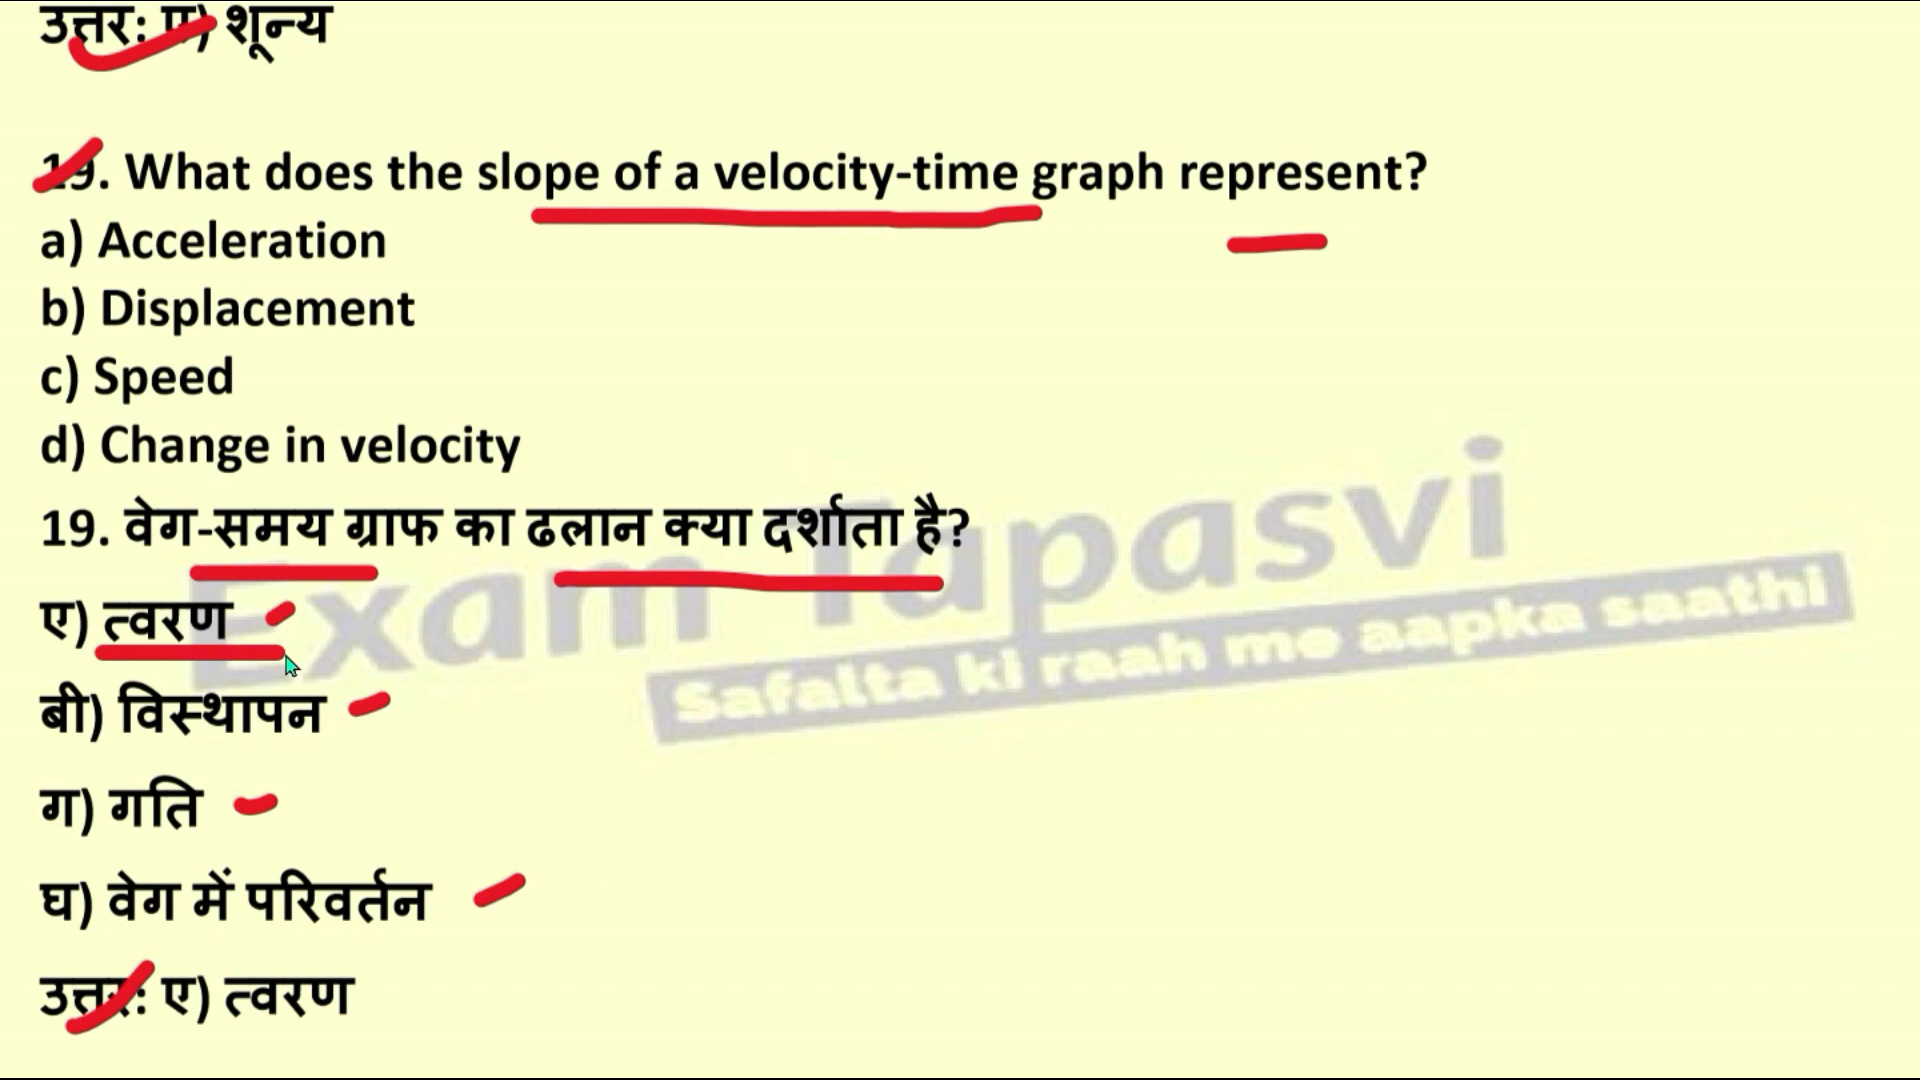 उत्तर: ए) शून्य
19. What does the slope of a velocity-time graph represent?
a) Acceleration
b) Displacement
c) Speed
d) Change in velocity
19. वेग-समय ग्राफ का ढलान क्या दर्शाता है?
ए) त्वरण
बी) विस्थापन
ग) गति
घ) वेग में परिवर्तन
उत्तर: ए) त्वरण
Exam Tapasvi
Safalta ki raah me aapka saathi